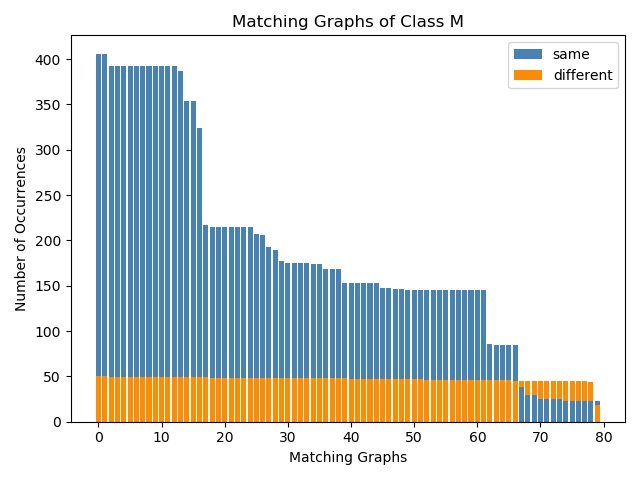 Matching Graphs of Class M
same
different
Number of Occurrences
400
350
300
250
200
150
100
50
0
0 10 20 30 40 50 60 70 80
Matching Graphs